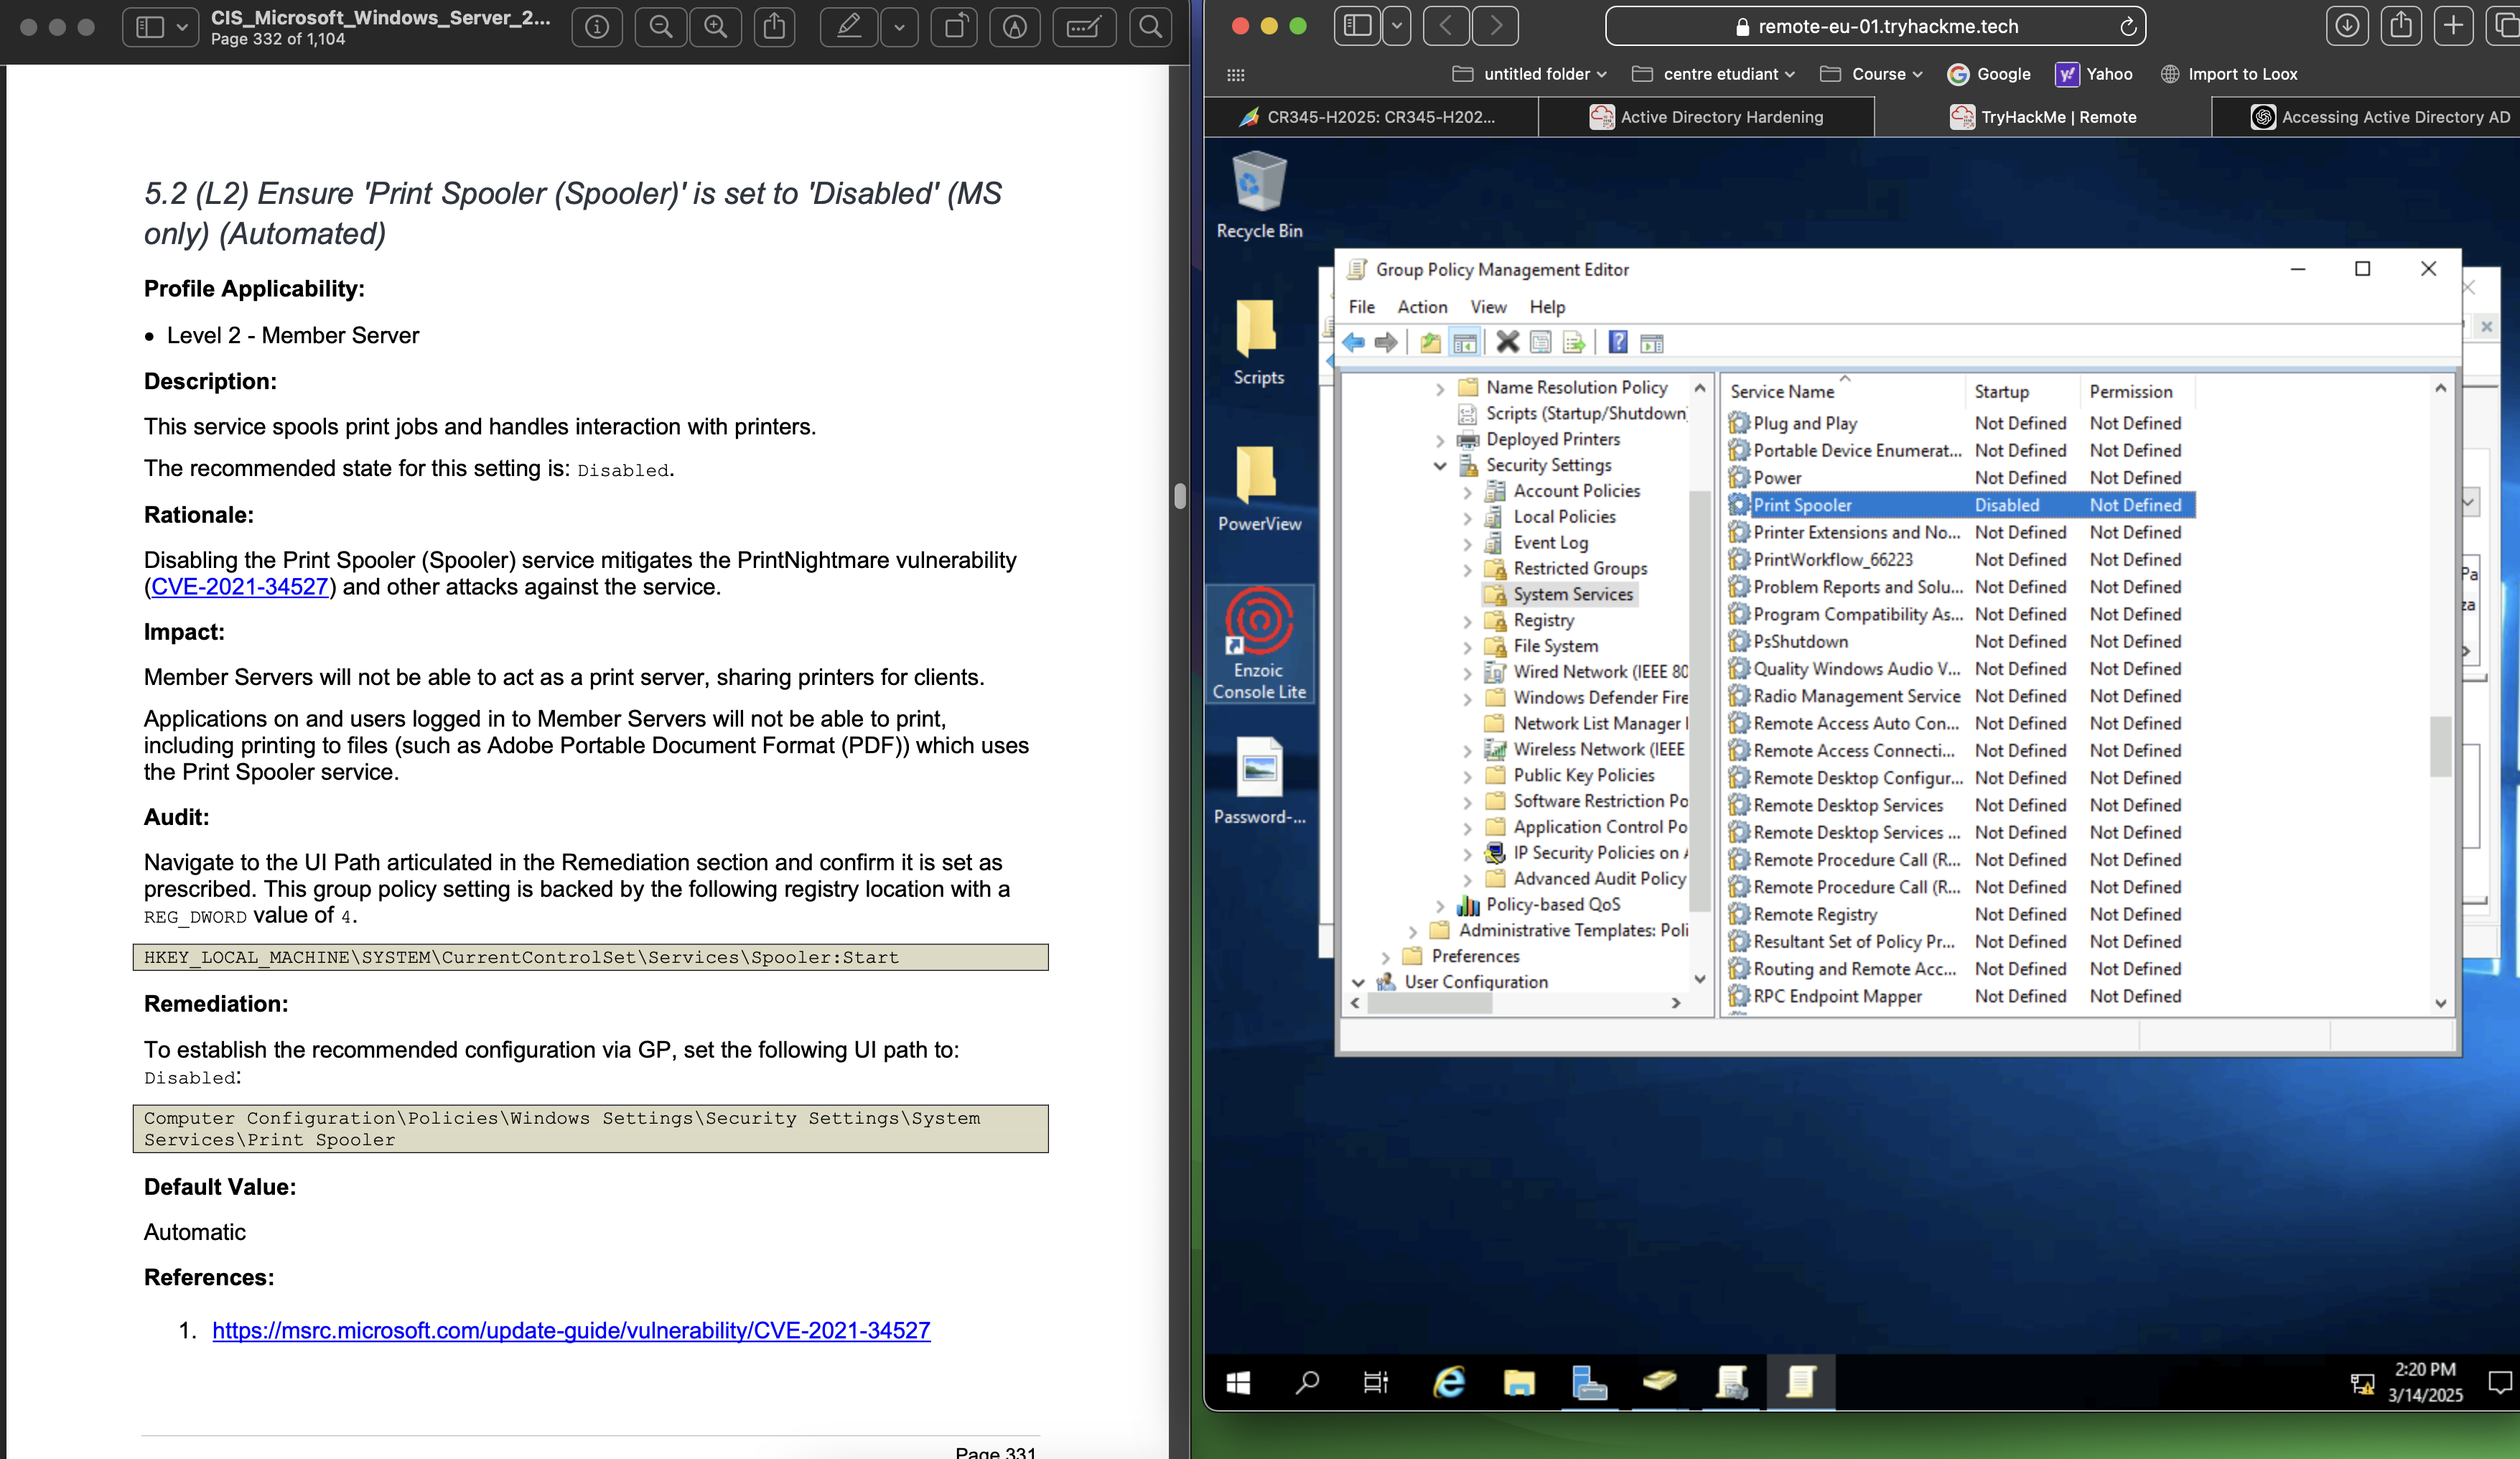 CIS_Microsoft_Windows_Server_2...
Page 332 of 1,104
5.2 (L2) Ensure 'Print Spooler (Spooler)' is set to 'Disabled' (MS
only) (Automated)
Profile Applicability:
• Level 2 - Member Server
Description:
This service spools print jobs and handles interaction with printers.
The recommended state for this setting is: Disabled.
Rationale:
Disabling the Print Spooler (Spooler) service mitigates the PrintNightmare vulnerability
(CVE-2021-34527) and other attacks against the service.
Impact:
Member Servers will not be able to act as a print server, sharing printers for clients.
Applications on and users logged in to Member Servers will not be able to print,
including printing to files (such as Adobe Portable Document Format (PDF)) which uses
the Print Spooler service.
Audit:
Navigate to the UI Path articulated in the Remediation section and confirm it is set as
prescribed. This group policy setting is backed by the following registry location with a
REG_DWORD value of 4.
HKEY_LOCAL_MACHINE\SYSTEM\CurrentControlSet\Services\Spooler:Start
Remediation:
To establish the recommended configuration via GP, set the following UI path to:
Disabled:
Computer Configuration\Policies\Windows Settings\Security Settings\System
Services\Print Spooler
Default Value:
Automatic
References:
1. https://msrc.microsoft.com/update-guide/vulnerability/CVE-2021-34527
Page 331
remote-eu-01.tryhackme.tech
untitled folder
centre etudiant
Course
Google
Yahoo
Import to Loox
CR345-H2025: CR345-H202...
Active Directory Hardening
TryHackMe | Remote
Accessing Active Directory AD
Recycle Bin
Scripts
PowerView
Enzoic
Console Lite
Password-...
Group Policy Management Editor
File Action View Help
Name Resolution Policy
Scripts (Startup/Shutdown)
Deployed Printers
Security Settings
Account Policies
Local Policies
Event Log
Restricted Groups
System Services
Registry
File System
Wired Network (IEEE 80
Windows Defender Fire
Network List Manager
Wireless Network (IEEE
Public Key Policies
Software Restriction Po
Application Control Po
IP Security Policies on
Advanced Audit Policy
Policy-based QoS
Administrative Templates: Poli
Preferences
User Configuration
Service Name Startup Permission
Plug and Play Not Defined Not Defined
Portable Device Enumerat... Not Defined Not Defined
Power Not Defined Not Defined
Print Spooler Disabled Not Defined
Printer Extensions and No... Not Defined Not Defined
PrintWorkflow_66223 Not Defined Not Defined
Problem Reports and Solu... Not Defined Not Defined
Program Compatibility As... Not Defined Not Defined
PsShutdown Not Defined Not Defined
Quality Windows Audio V... Not Defined Not Defined
Radio Management Service Not Defined Not Defined
Remote Access Auto Con... Not Defined Not Defined
Remote Access Connecti... Not Defined Not Defined
Remote Desktop Configur... Not Defined Not Defined
Remote Desktop Services Not Defined Not Defined
Remote Desktop Services ... Not Defined Not Defined
Remote Procedure Call (R... Not Defined Not Defined
Remote Procedure Call (R... Not Defined Not Defined
Remote Registry Not Defined Not Defined
Resultant Set of Policy Pr... Not Defined Not Defined
Routing and Remote Acc... Not Defined Not Defined
RPC Endpoint Mapper Not Defined Not Defined
Pa
za
2:20 PM
3/14/2025